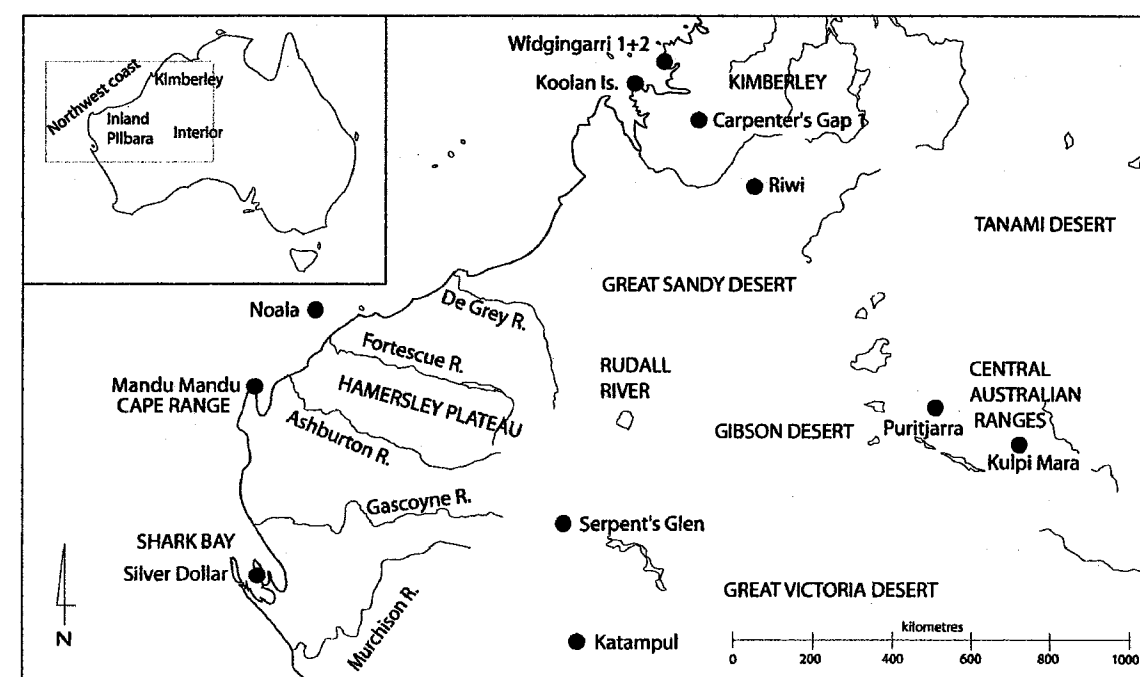 Northwest coast
Kimberley
Inland
Pilbara
Interior
Widgingarri 1+2
Koolan Is.
KIMBERLEY
Carpenter's Gap 1
Riwi
TANAMI DESERT
GREAT SANDY DESERT
Noala
De Grey R.
Fortescue R.
Mandu Mandu
CAPE RANGE
HAMERSLEY PLATEAU
RUDALL
RIVER
CENTRAL
AUSTRALIAN
RANGES
Ashburton R.
GIBSON DESERT
Puritjarra
Kulpi Mara
Gascoyne R.
Serpent's Glen
SHARK BAY
Silver Dollar
GREAT VICTORIA DESERT
Murchison R.
Katampul
N
kilometres
0 200 400 600 800 1000